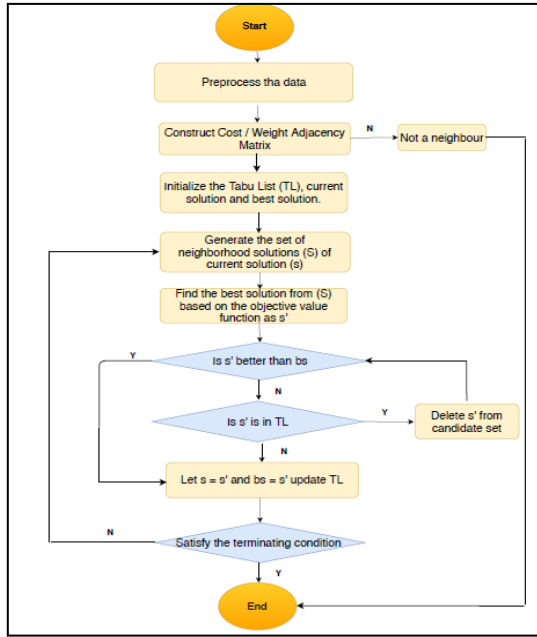 Start
Preprocess tha data
Construct Cost / Weight Adjacency
Matrix
N
Not a neighbour
Initialize the Tabu List (TL), current
solution and best solution.
Generate the set of
neighborhood solutions (S) of
current solution (s)
Find the best solution from (S)
based on the objective value
function as s'
Y
Is s' better than bs
N
Is s' is in TL
Y
Delete s' from
candidate set
N
Let s = s' and bs = s' update TL
N
Satisfy the terminating condition
Y
End